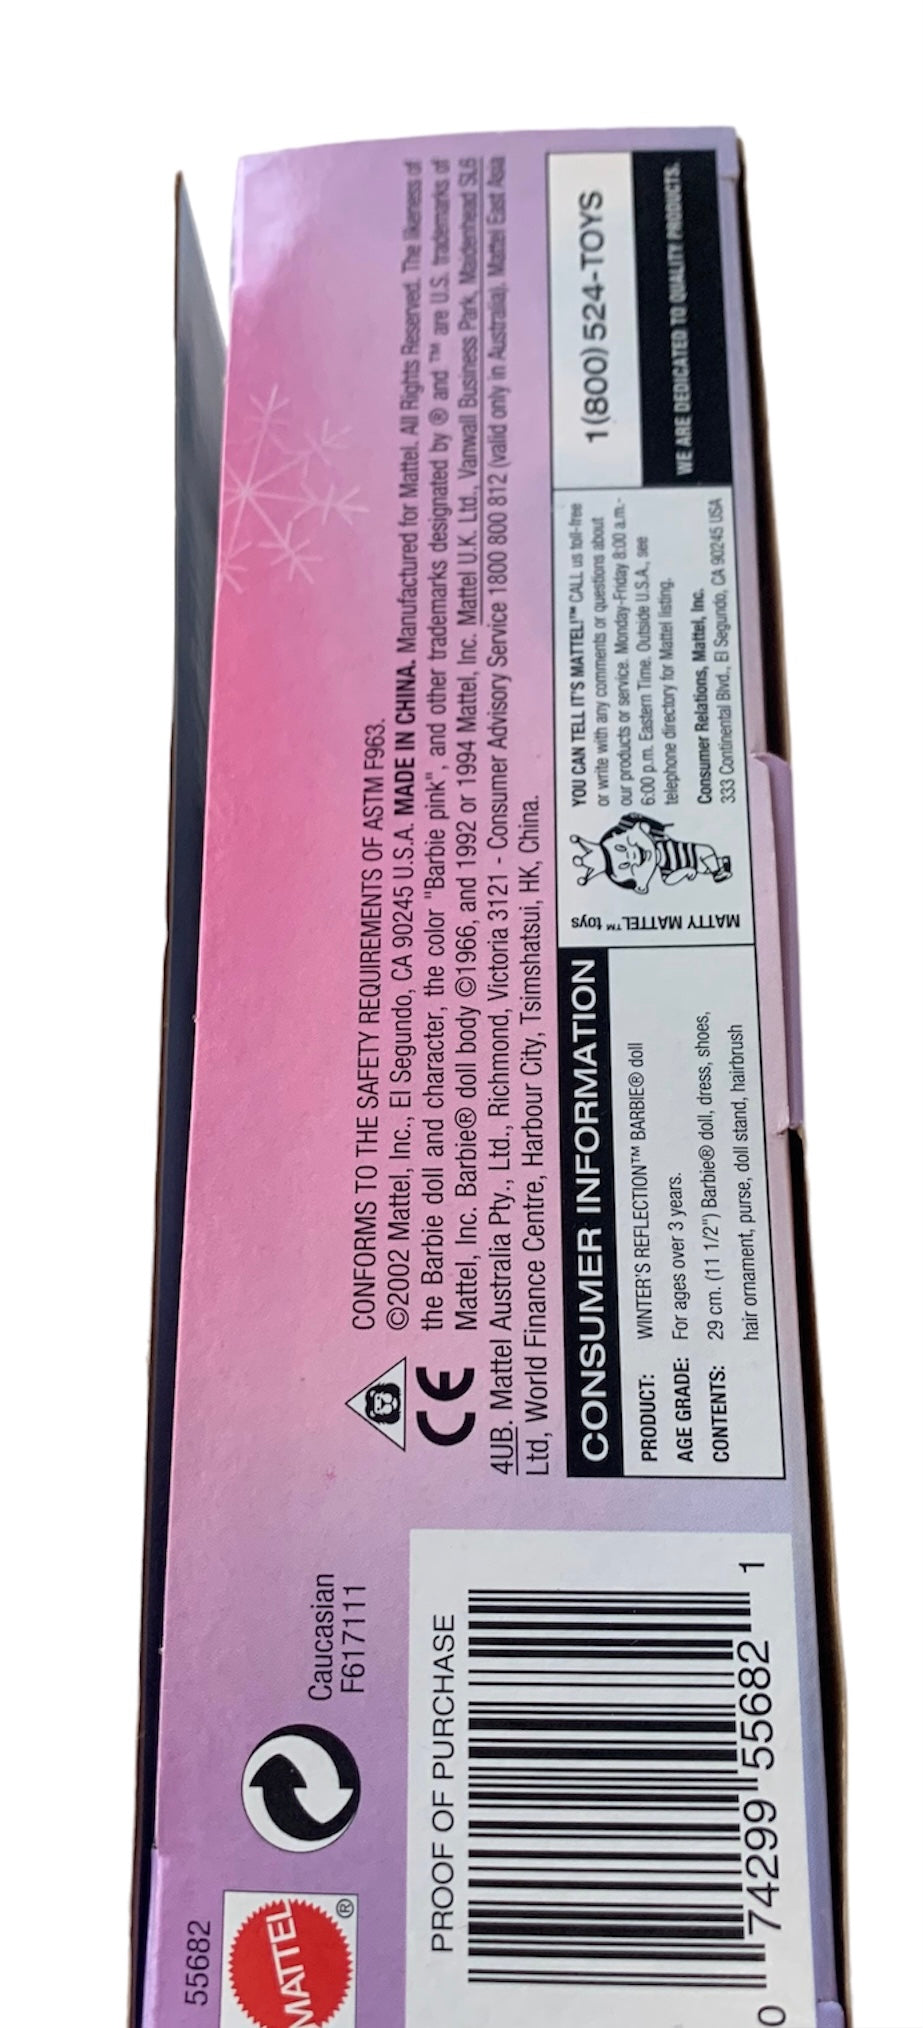 55682
MATTEL
®
Caucasian
F617111
PROOF OF PURCHASE
0 74299 55682 1
CONFORMS TO THE SAFETY REQUIREMENTS OF ASTM F963.
©2002 Mattel, Inc., El Segundo, CA 90245 U.S.A. MADE IN CHINA. Manufactured for Mattel. All Rights Reserved. The likeness of
the Barbie doll and character, the color "Barbie pink", and other trademarks designated by ® and ™ are U.S. trademarks of
Mattel, Inc. Barbie® doll body ©1966, and 1992 or 1994 Mattel, Inc. Mattel U.K. Ltd., Vanwall Business Park, Maidenhead SL6
4UB. Mattel Australia Pty., Ltd., Richmond, Victoria 3121 - Consumer Advisory Service 1800 800 812 (valid only in Australia). Mattel East Asia
Ltd, World Finance Centre, Harbour City, Tsimshatsui, HK, China.
CE
CONSUMER INFORMATION
PRODUCT: WINTER'S REFLECTION™ BARBIE® doll
AGE GRADE: For ages over 3 years.
CONTENTS: 29 cm. (11 1/2") Barbie® doll, dress, shoes,
hair ornament, purse, doll stand, hairbrush
MATTY MATTEL™ toys
YOU CAN TELL IT'S MATTEL!™ CALL us toll-free
or write with any comments or questions about
our products or service. Monday-Friday 8:00 a.m.-
6:00 p.m. Eastern Time. Outside U.S.A., see
telephone directory for Mattel listing.
Consumer Relations, Mattel, Inc.
333 Continental Blvd., El Segundo, CA 90245 USA
1(800) 524-TOYS
WE ARE DEDICATED TO QUALITY PRODUCTS.